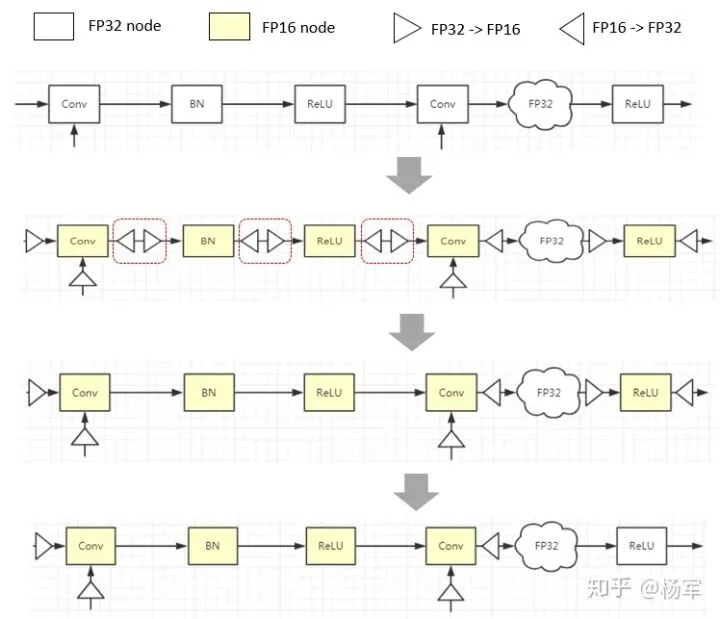 FP32 node FP16 node FP32 -> FP16 FP16 -> FP32
Conv BN ReLU Conv FP32 ReLU
Conv BN ReLU Conv FP32 ReLU
Conv BN ReLU Conv FP32 ReLU
Conv BN ReLU Conv FP32 ReLU
知乎 @杨军